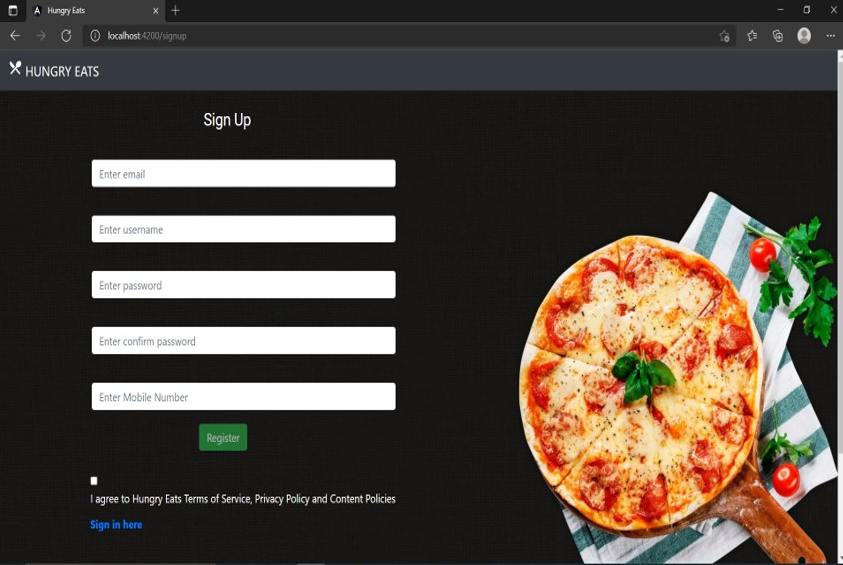 Hungry Eats
localhost:4200/signup
HUNGRY EATS
Sign Up
Enter email
Enter username
Enter password
Enter confirm password
Enter Mobile Number
Register
I agree to Hungry Eats Terms of Service, Privacy Policy and Content Policies
Sign in here